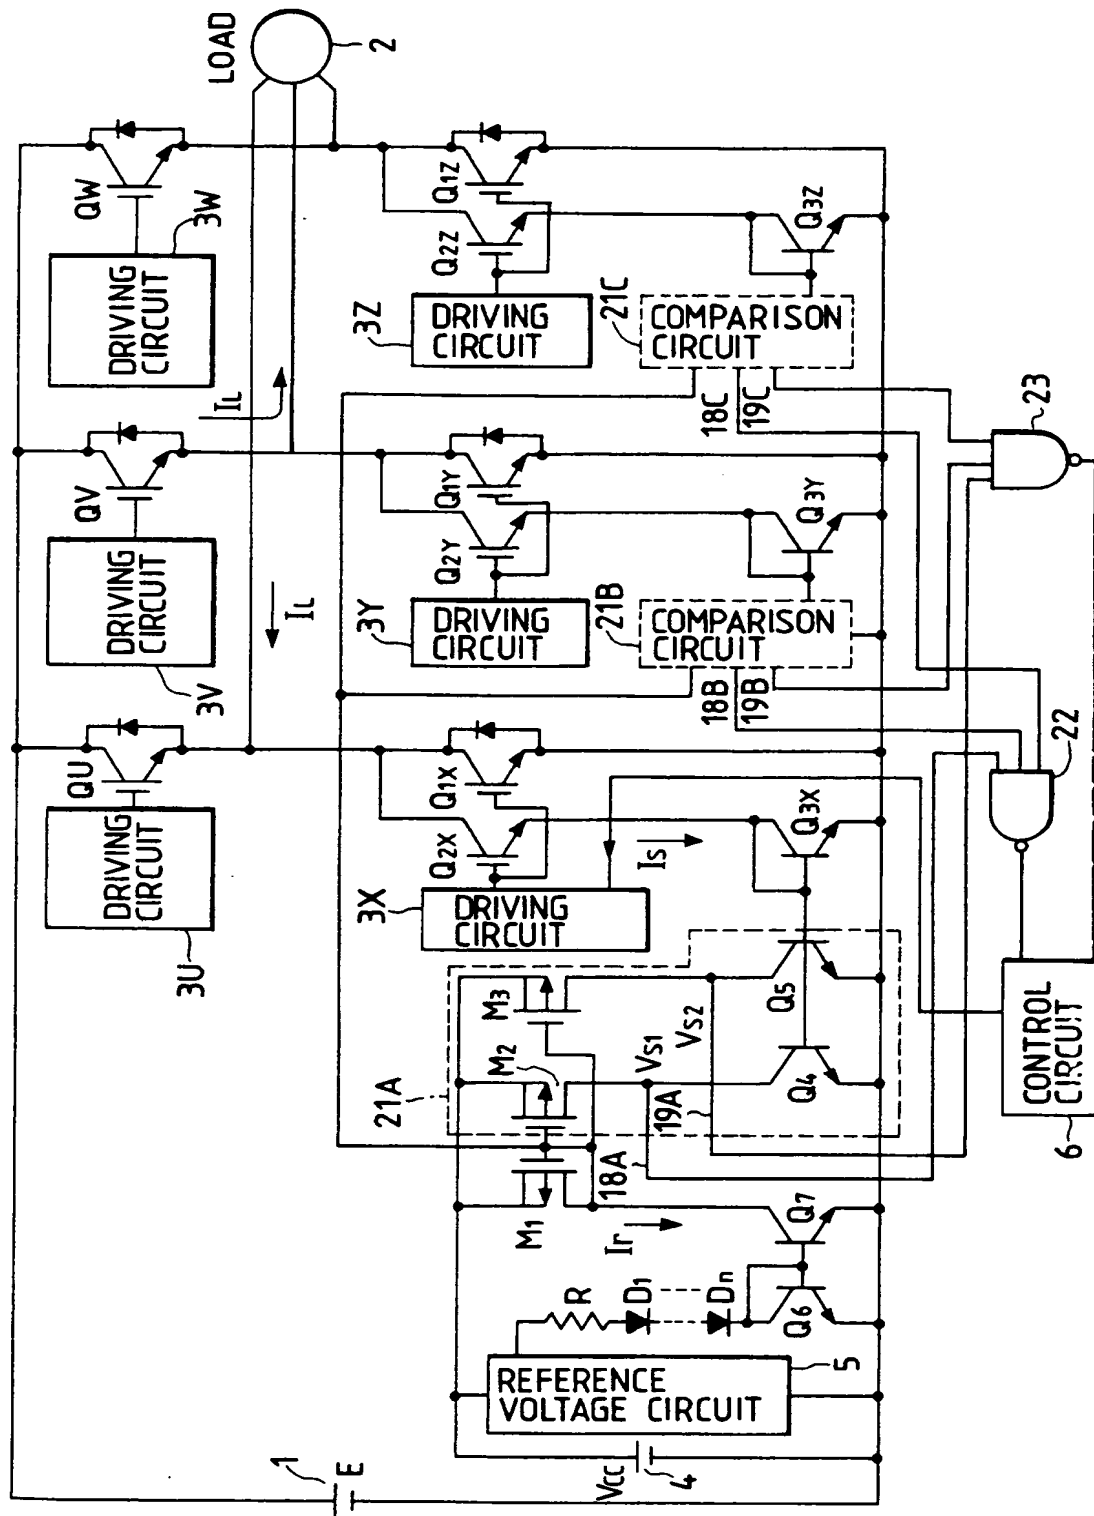 1
E
VCC
4
REFERENCE
VOLTAGE CIRCUIT
5
R
D1
Dn
Q6
Q7
Ir
M1
M2
M3
21A
18A
19A
VS1
VS2
Q4
Q5
6
CONTROL
CIRCUIT
3U
DRIVING
CIRCUIT
QU
3X
DRIVING
CIRCUIT
Q2X
Q1X
IS
Q3X
22
3V
DRIVING
CIRCUIT
QV
IL
IL
3Y
DRIVING
CIRCUIT
Q2Y
Q1Y
21B
COMPARISON
CIRCUIT
18B
19B
Q3Y
23
DRIVING
CIRCUIT
3W
QW
3Z
DRIVING
CIRCUIT
Q2Z
Q1Z
21C
COMPARISON
CIRCUIT
18C
19C
Q3Z
LOAD
2